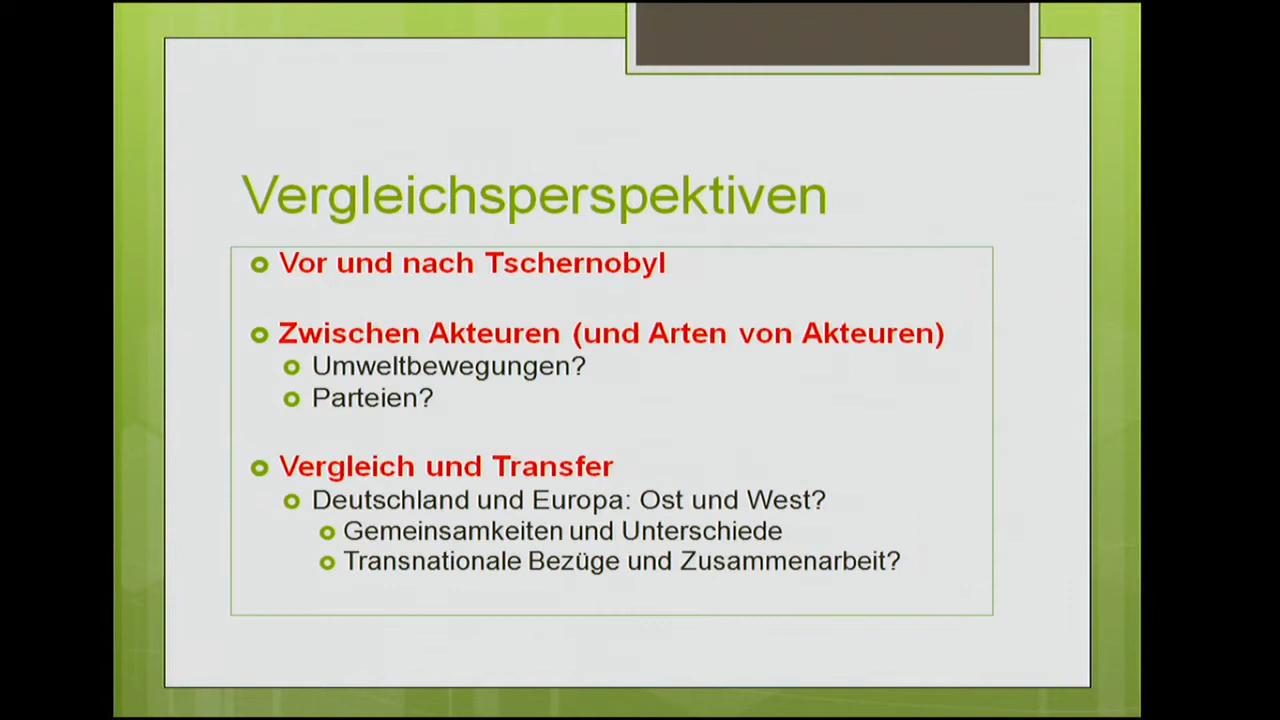 Vergleichsperspektiven
Vor und nach Tschernobyl
Zwischen Akteuren (und Arten von Akteuren)
Umweltbewegungen?
Parteien?
Vergleich und Transfer
Deutschland und Europa: Ost und West?
Gemeinsamkeiten und Unterschiede
Transnationale Bezüge und Zusammenarbeit?